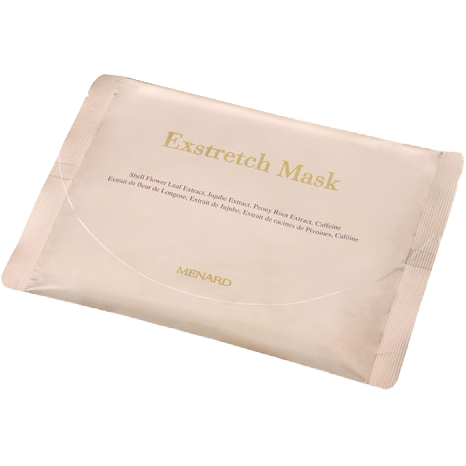 Exstretch Mask
Shell Flower Leaf Extract, Jujube Extract, Peony Root Extract, Caffeine
Extrait de fleur de Longose, Extrait de Jujube, Extrait de racines de Pivoines, Caféine
MENARD